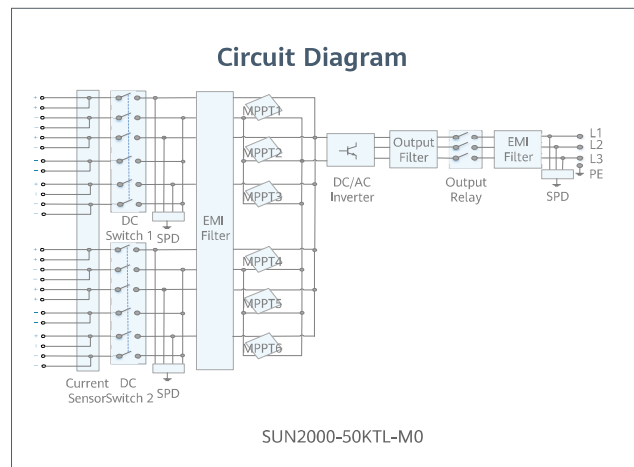 Circuit Diagram
MPPT1
MPPT2
MPPT3
MPPT4
MPPT5
MPPT6
DC
Switch 1
SPD
EMI
Filter
DC/AC
Inverter
Output
Filter
Output
Relay
EMI
Filter
L1
L2
L3
PE
SPD
Current
Sensor
DC
Switch 2
SPD
SUN2000-50KTL-M0